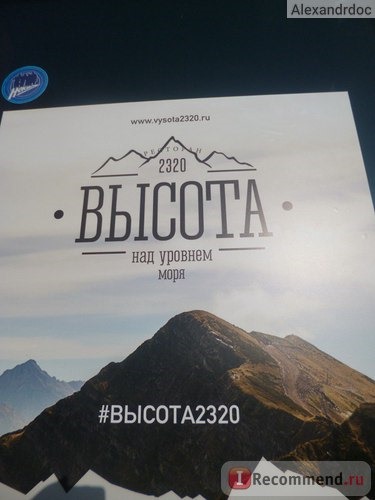 Alexandrdoc
www.vysota2320.ru
РЕСТОРАН
2320
ВЫСОТА
над уровнем
моря
#ВЫСОТА2320
I Recommend.ru